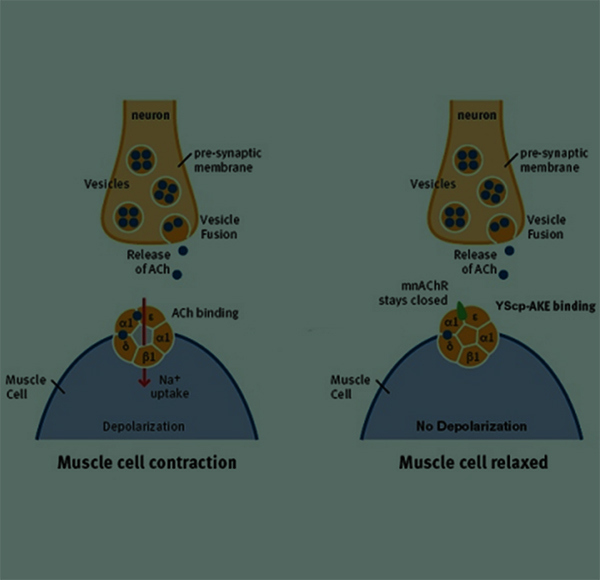 neuron
pre-synaptic
membrane
Vesicles
Vesicle
Fusion
Release
of ACh
ACh binding
α1
ε
α1
δ
β1
Muscle
Cell
Na+
uptake
Depolarization
Muscle cell contraction
neuron
pre-synaptic
membrane
Vesicles
Vesicle
Fusion
Release
of ACh
mnAChR
stays closed
YScp-AKE binding
α1
ε
α1
δ
β1
Muscle
Cell
No Depolarization
Muscle cell relaxed